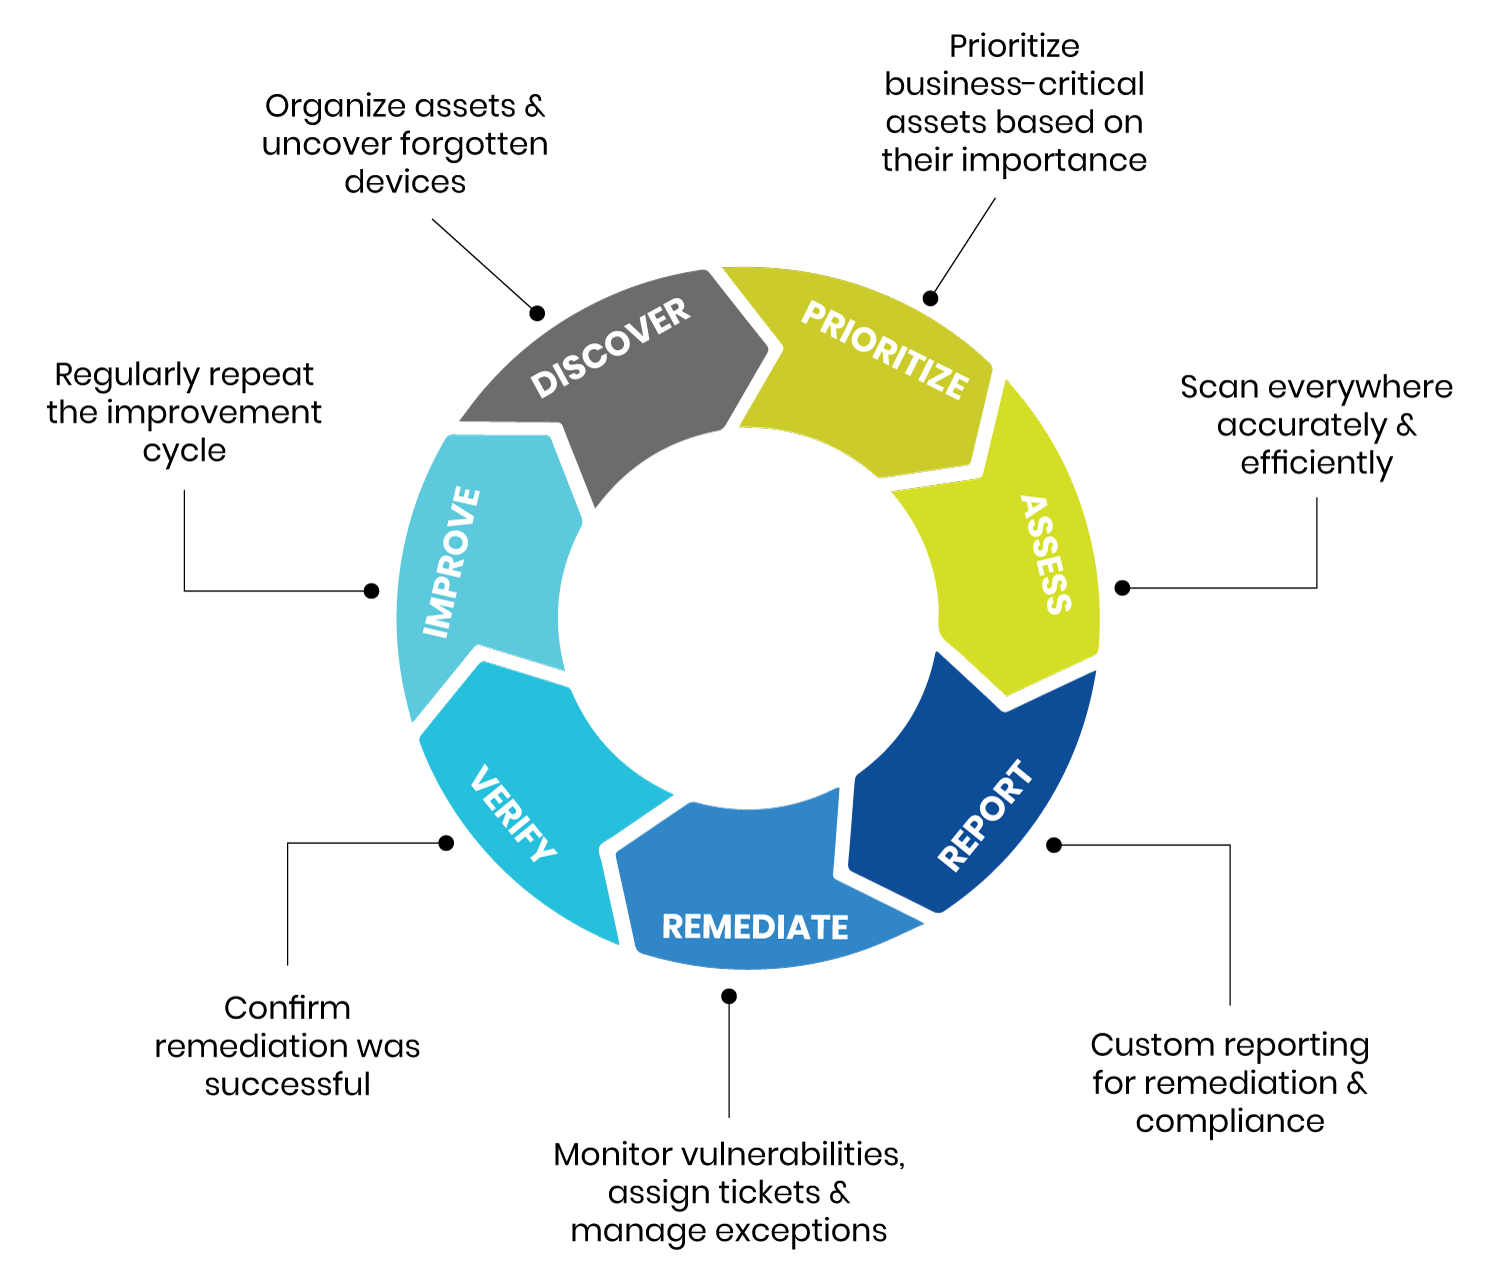 Prioritize
business-critical
assets based on
their importance
Organize assets &
uncover forgotten
devices
DISCOVER
PRIORITIZE
Regularly repeat
the improvement
cycle
Scan everywhere
accurately &
efficiently
IMPROVE
ASSESS
VERIFY
REPORT
REMEDIATE
Confirm
remediation was
successful
Custom reporting
for remediation &
compliance
Monitor vulnerabilities,
assign tickets &
manage exceptions